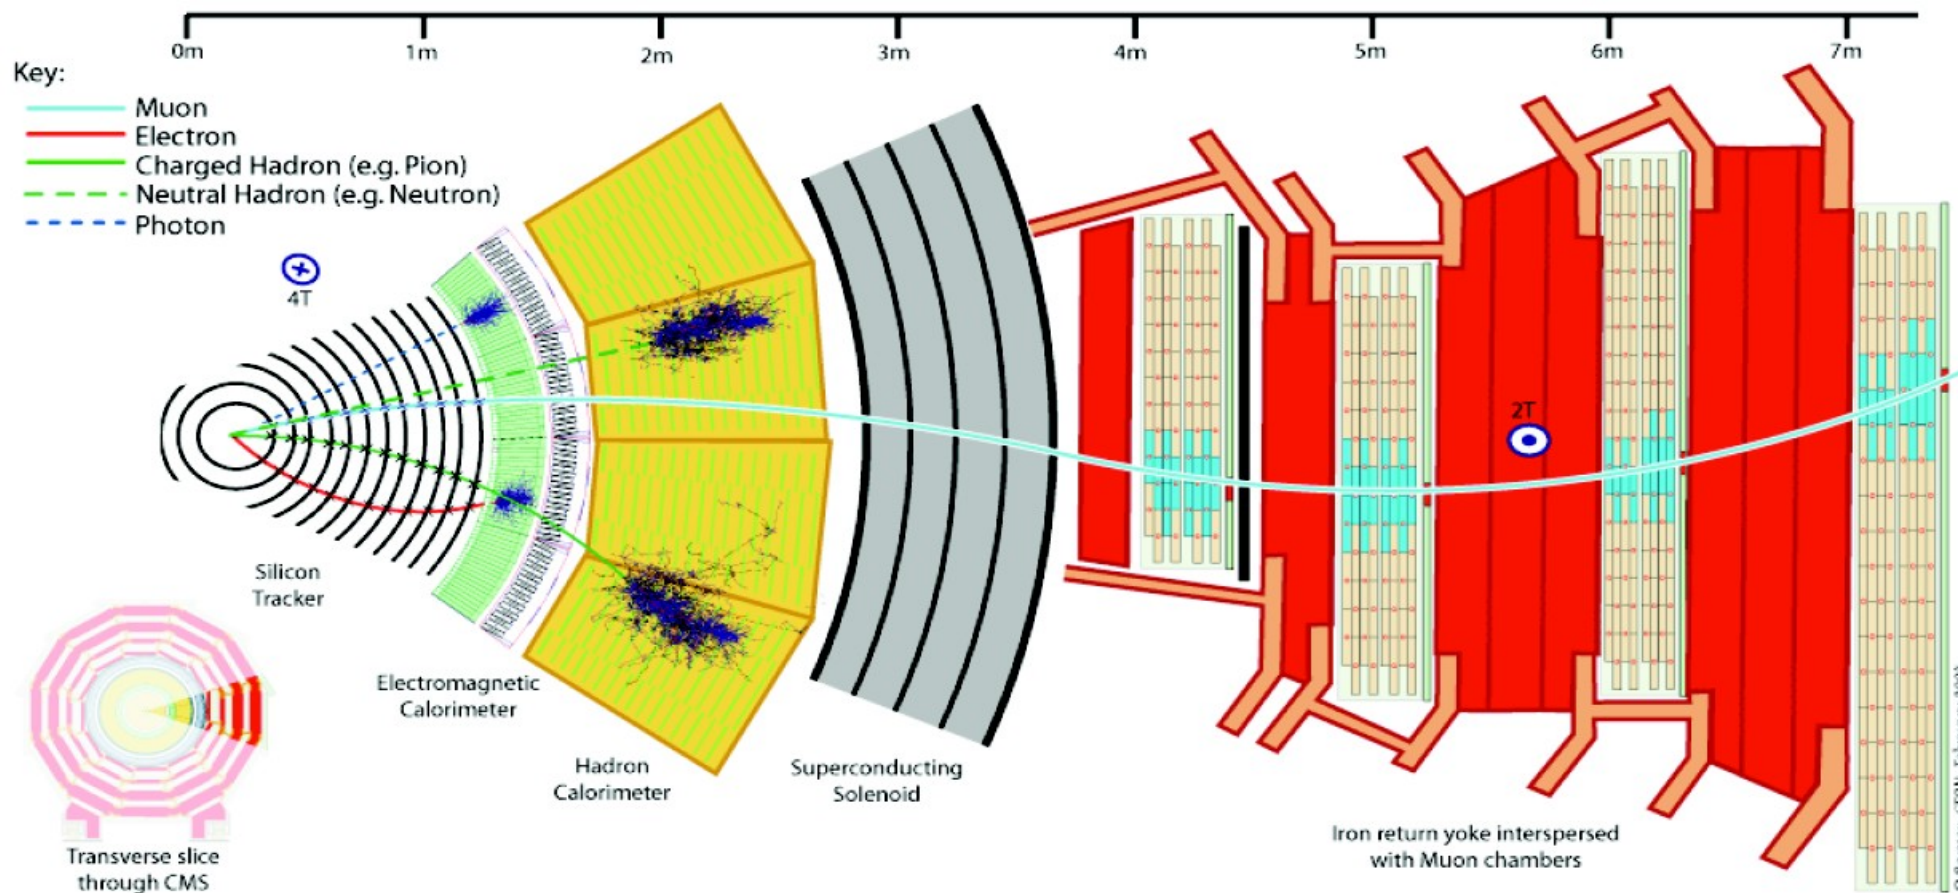 0m 1m 2m 3m 4m 5m 6m 7m
Key:
Muon
Electron
Charged Hadron (e.g. Pion)
Neutral Hadron (e.g. Neutron)
Photon
4T
2T
Silicon
Tracker
Electromagnetic
Calorimeter
Hadron
Calorimeter
Superconducting
Solenoid
Iron return yoke interspersed
with Muon chambers
Transverse slice
through CMS